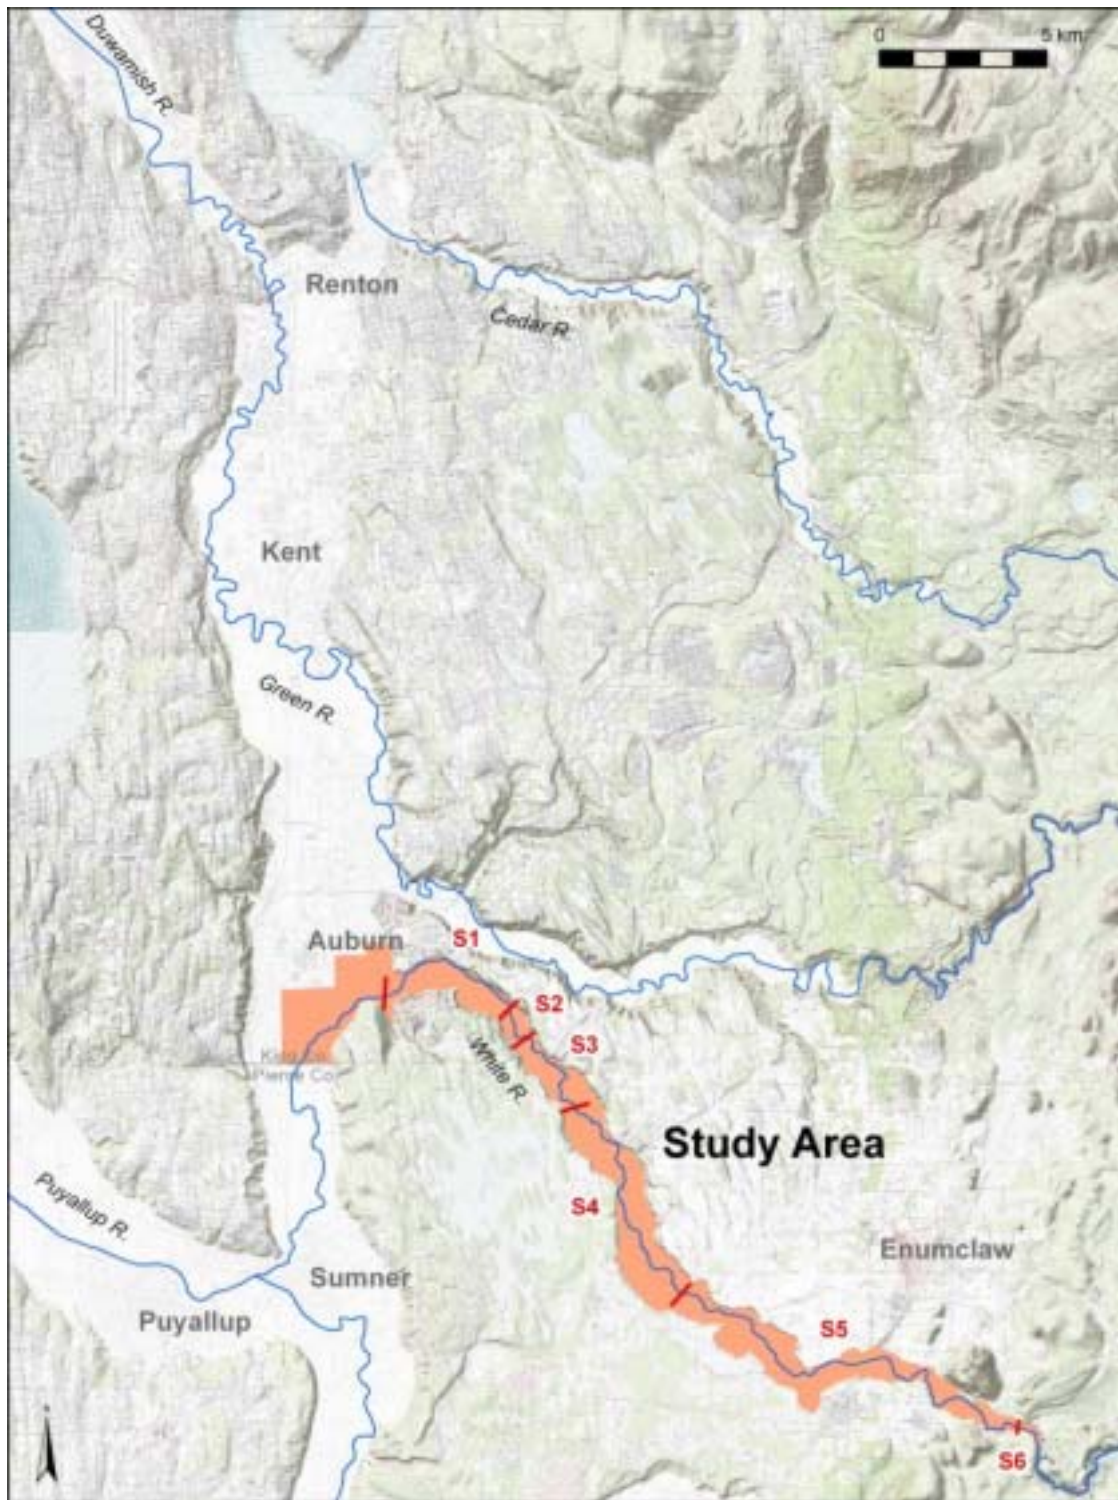 0 5 km
Duwamish R.
Renton
Cedar R
Kent
Green R.
Auburn
S1
S2
S3
White R.
Study Area
S4
Puyallup R.
Enumclaw
Sumner
Puyallup
S5
S6